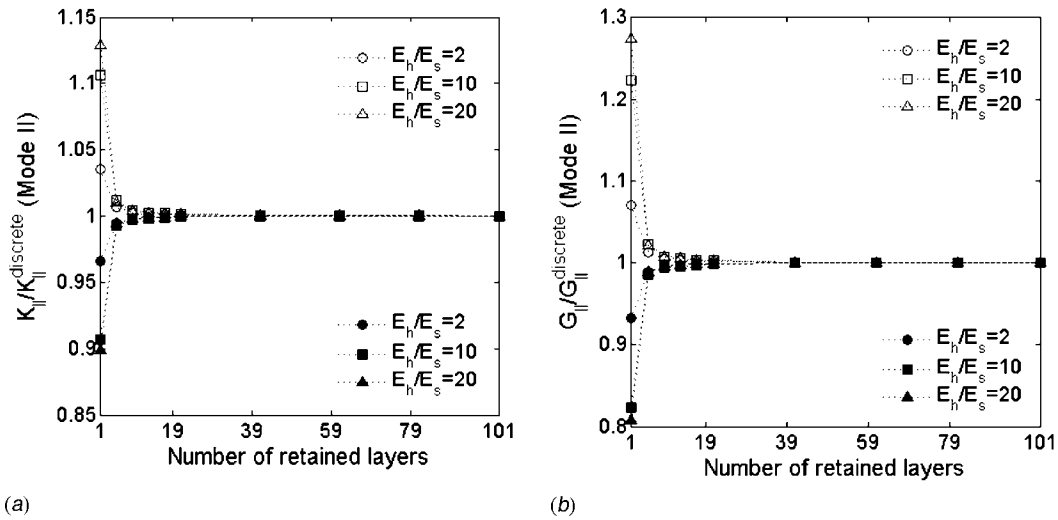 1.15
1.1
1.05
1
0.95
0.9
0.85
K_||/K_||^discrete (Mode II)
E_h/E_s=2
E_h/E_s=10
E_h/E_s=20
E_h/E_s=2
E_h/E_s=10
E_h/E_s=20
1 19 39 59 79 101
Number of retained layers
(a)
1.3
1.2
1.1
1
0.9
0.8
G_||/G_||^discrete (Mode II)
E_h/E_s=2
E_h/E_s=10
E_h/E_s=20
E_h/E_s=2
E_h/E_s=10
E_h/E_s=20
1 19 39 59 79 101
Number of retained layers
(b)